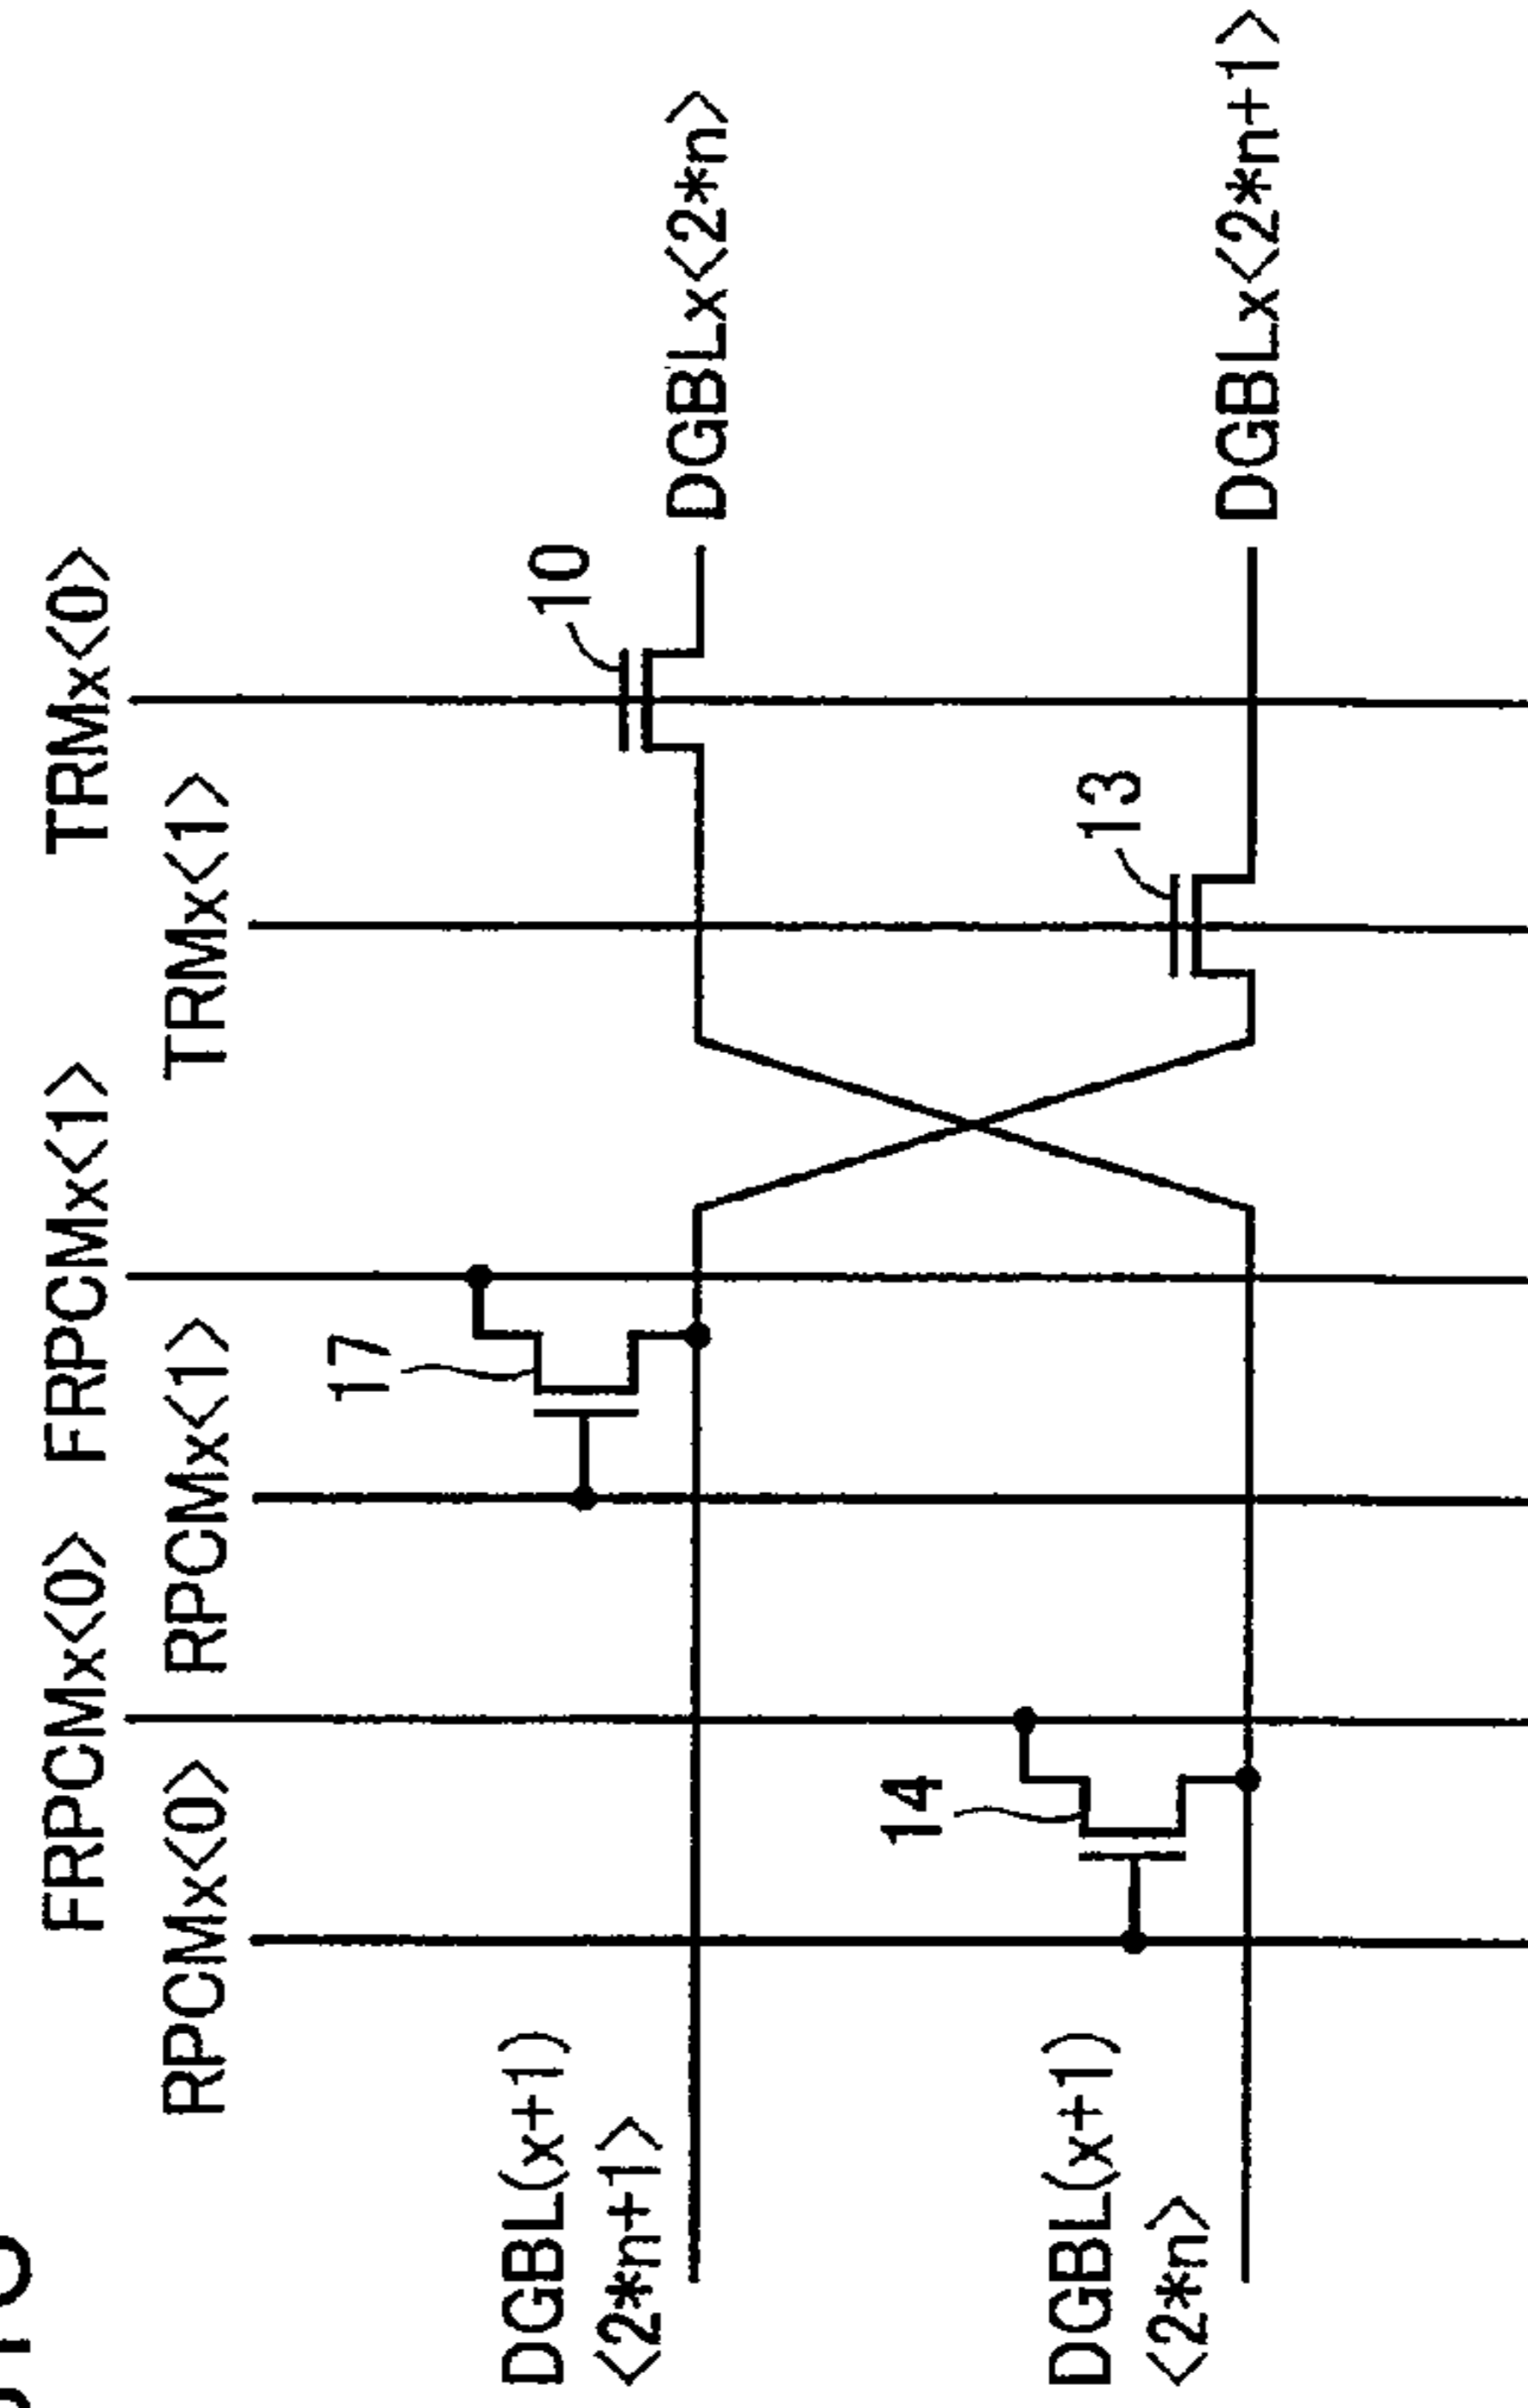 FRPCMx<0>
FRPCMx<1>
TRMx<0>
RPCMx<0>
RPCMx<1>
TRMx<1>
17
10
DGBL(x+1)
<2*n+1>
DGBLx<2*n>
14
13
DGBL(x+1)
<2*n>
DGBLx<2*n+1>